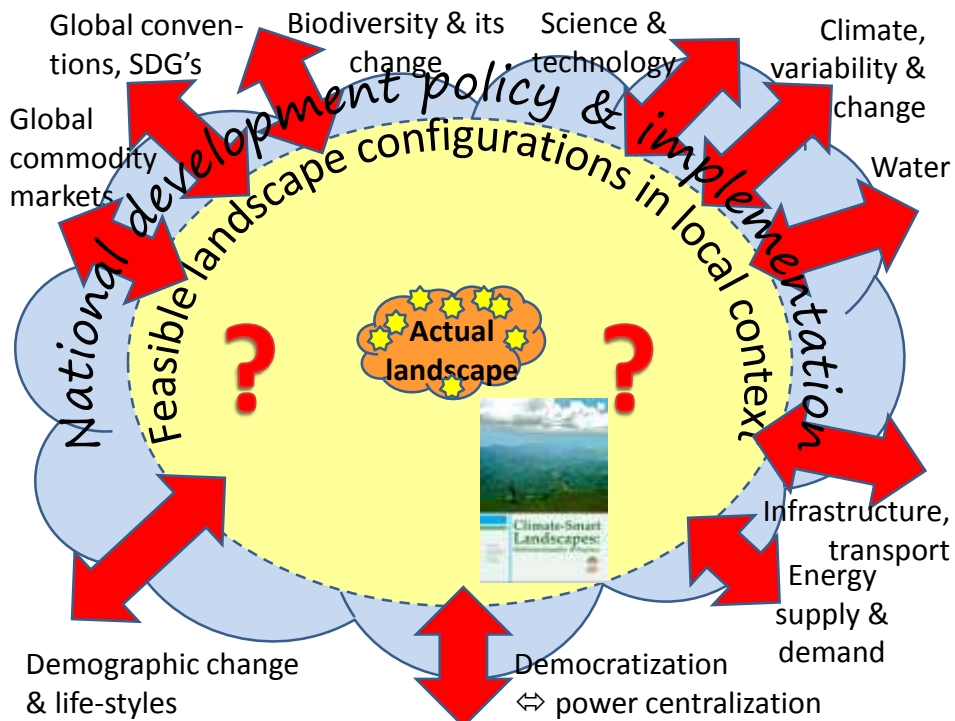 Global conven-
tions, SDG's
Biodiversity & its
change
Science &
technology
Climate,
variability &
change
Global
commodity
markets
Water
National development policy & implementation
Feasible landscape configurations in local context
?
Actual
landscape
?
Climate-Smart
Landscapes:
Infrastructure,
transport
Energy
supply &
demand
Demographic change
& life-styles
Democratization
⇔ power centralization